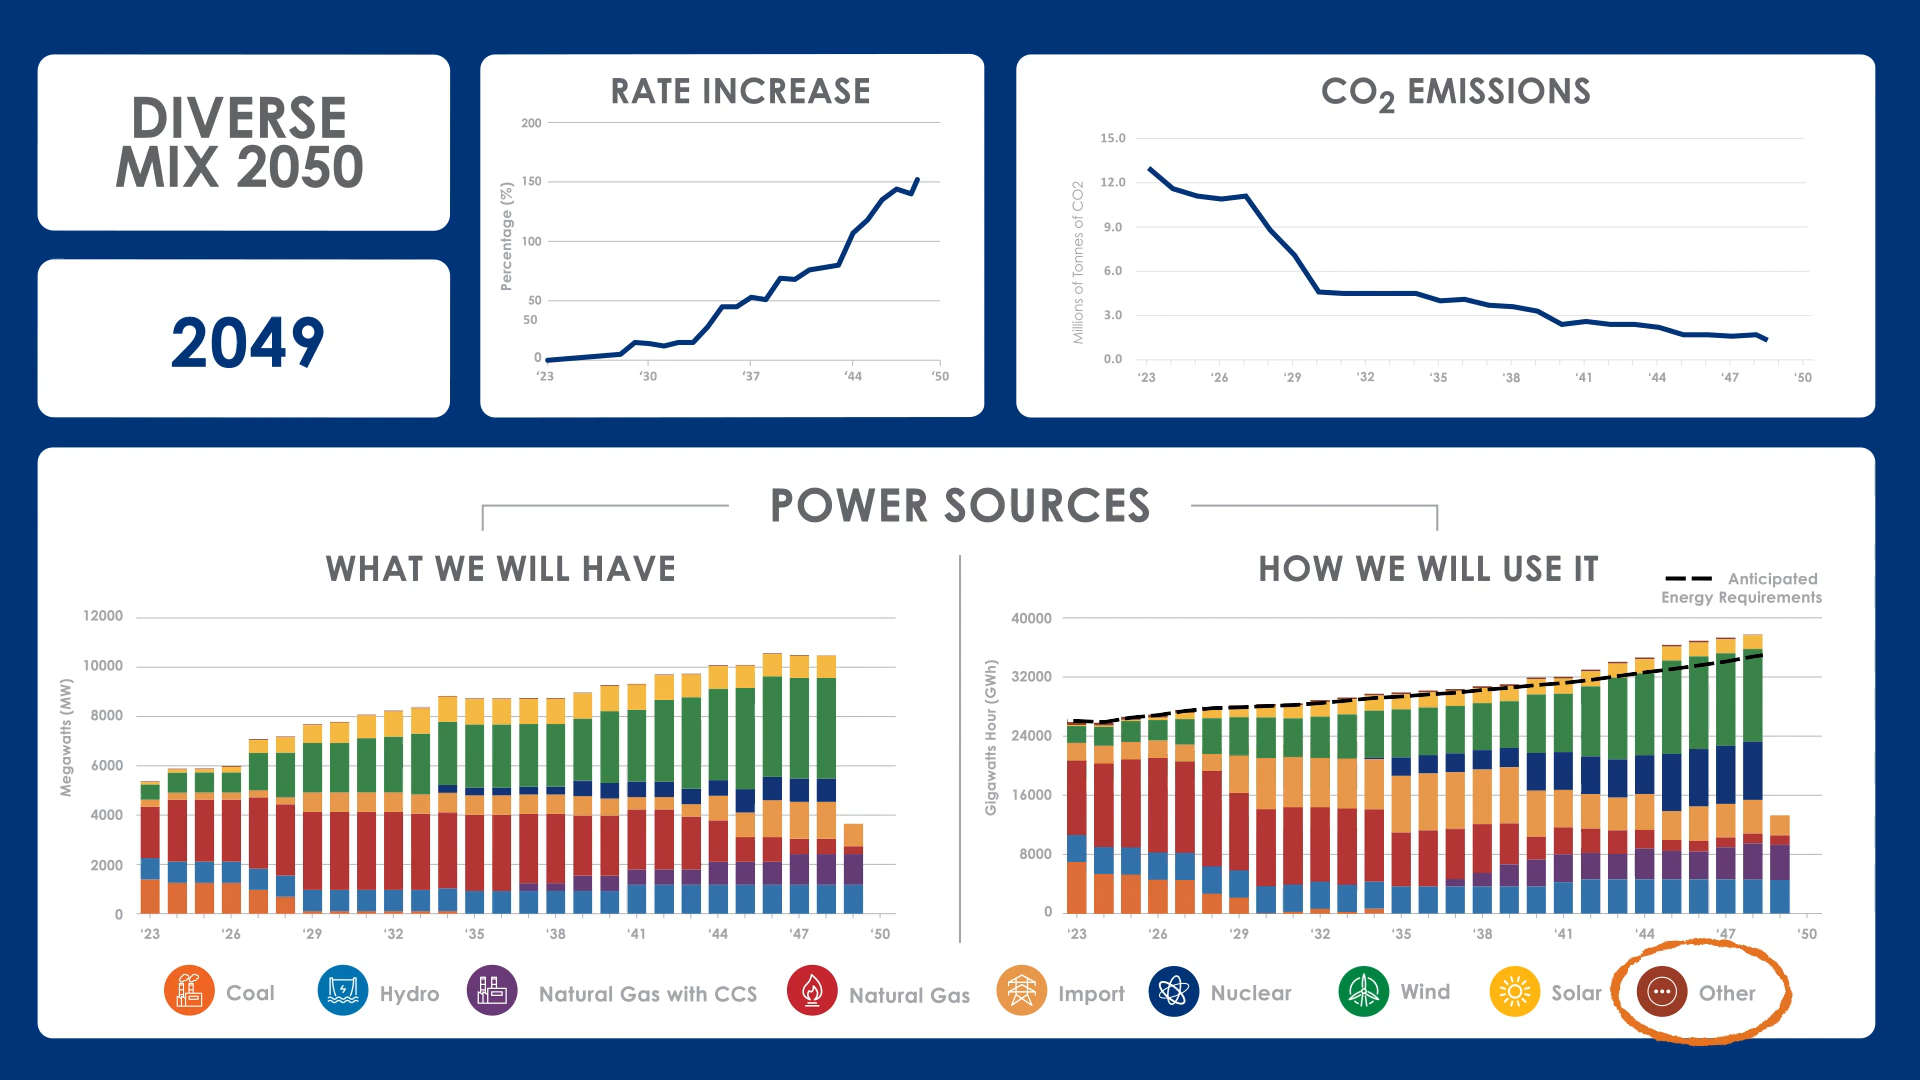 DIVERSE
MIX 2050
2049
RATE INCREASE
Percentage (%)
200
150
100
50
50
0
‘23
‘30
‘37
‘44
‘50
CO2 EMISSIONS
Millions of Tonnes of CO2
15.0
12.0
9.0
6.0
3.0
0.0
‘23
‘26
‘29
‘32
‘35
‘38
‘41
‘44
‘47
‘50
POWER SOURCES
WHAT WE WILL HAVE
Megawatts (MW)
12000
10000
8000
6000
4000
2000
0
‘23
‘26
‘29
‘32
‘35
‘38
‘41
‘44
‘47
‘50
HOW WE WILL USE IT
Anticipated
Energy Requirements
Gigawatts Hour (GWh)
40000
32000
24000
16000
8000
0
‘23
‘26
‘29
‘32
‘35
‘38
‘41
‘44
‘47
‘50
Coal
Hydro
Natural Gas with CCS
Natural Gas
Import
Nuclear
Wind
Solar
Other